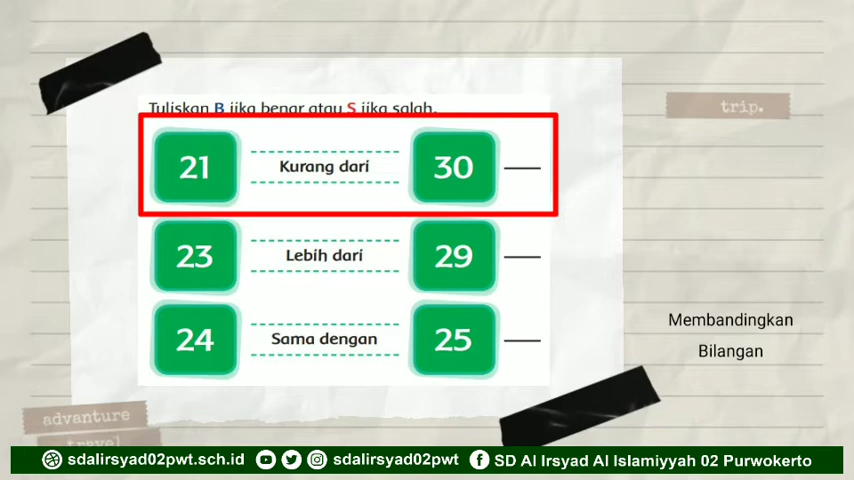 trip.
Tuliskan B jika benar atau S jika salah.
21 Kurang dari 30
23 Lebih dari 29
24 Sama dengan 25
Membandingkan
Bilangan
advanture
travel
sdalirsyad02pwt.sch.id sdalirsyad02pwt SD Al Irsyad Al Islamiyyah 02 Purwokerto